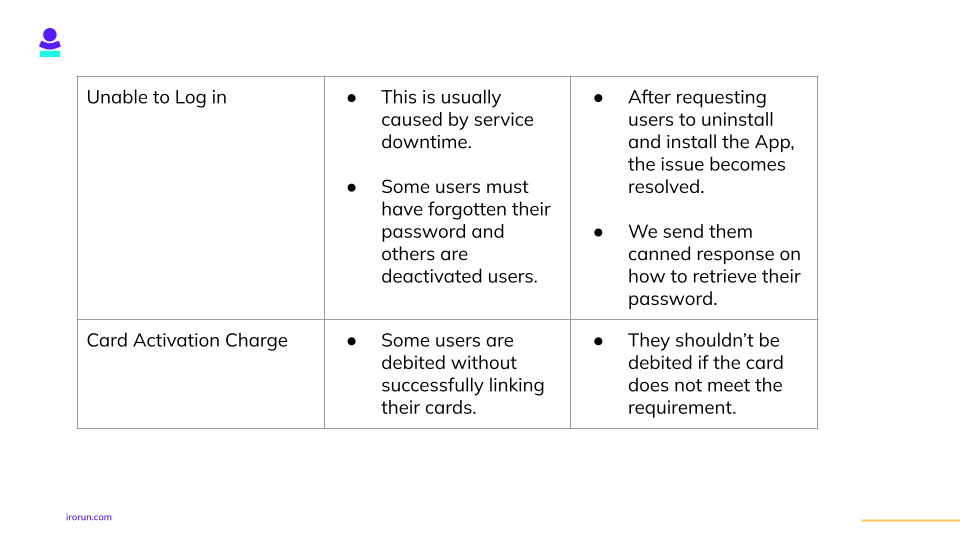 Unable to Log in
● This is usually
caused by service
downtime.
● Some users must
have forgotten their
password and
others are
deactivated users.
● After requesting
users to uninstall
and install the App,
the issue becomes
resolved.
● We send them
canned response on
how to retrieve their
password.
Card Activation Charge
● Some users are
debited without
successfully linking
their cards.
● They shouldn’t be
debited if the card
does not meet the
requirement.
irorun.com